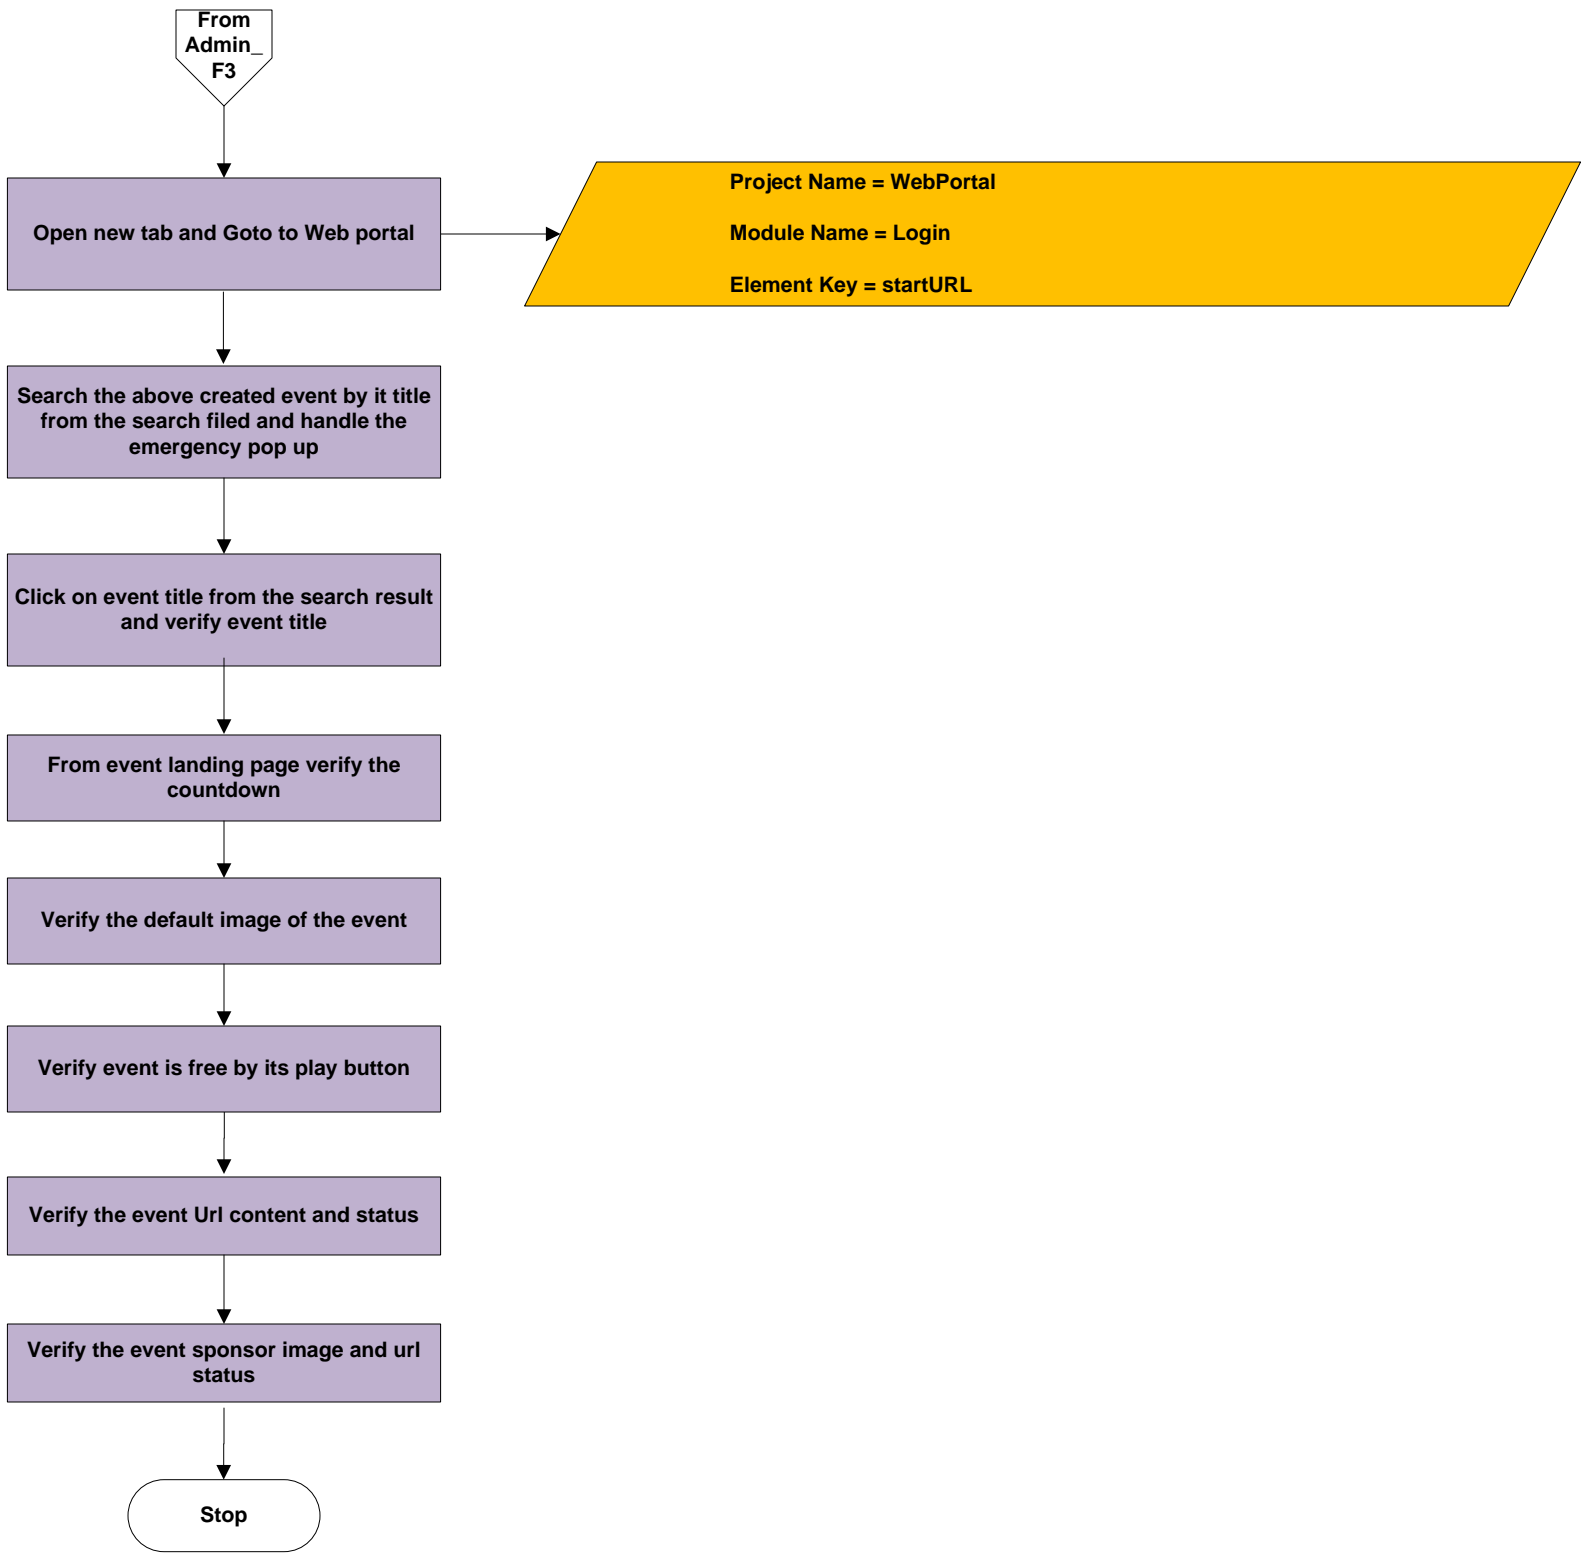 From
Admin_
F3
Open new tab and Goto to Web portal
Project Name = WebPortal
Module Name = Login
Element Key = startURL
Search the above created event by it title
from the search filed and handle the
emergency pop up
Click on event title from the search result
and verify event title
From event landing page verify the
countdown
Verify the default image of the event
Verify event is free by its play button
Verify the event Url content and status
Verify the event sponsor image and url
status
Stop